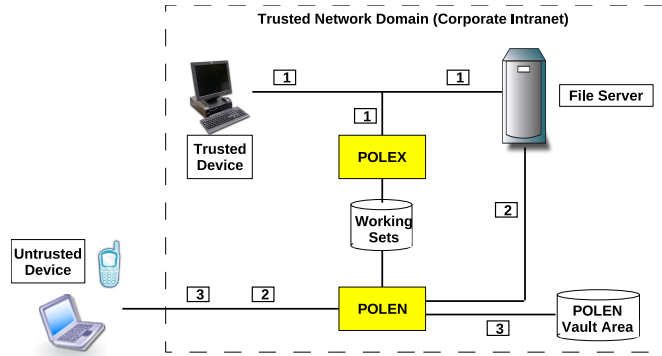 Trusted Network Domain (Corporate Intranet)
1
1
File Server
1
Trusted
Device
POLEX
Working
Sets
2
Untrusted
Device
3
2
POLEN
3
POLEN
Vault Area